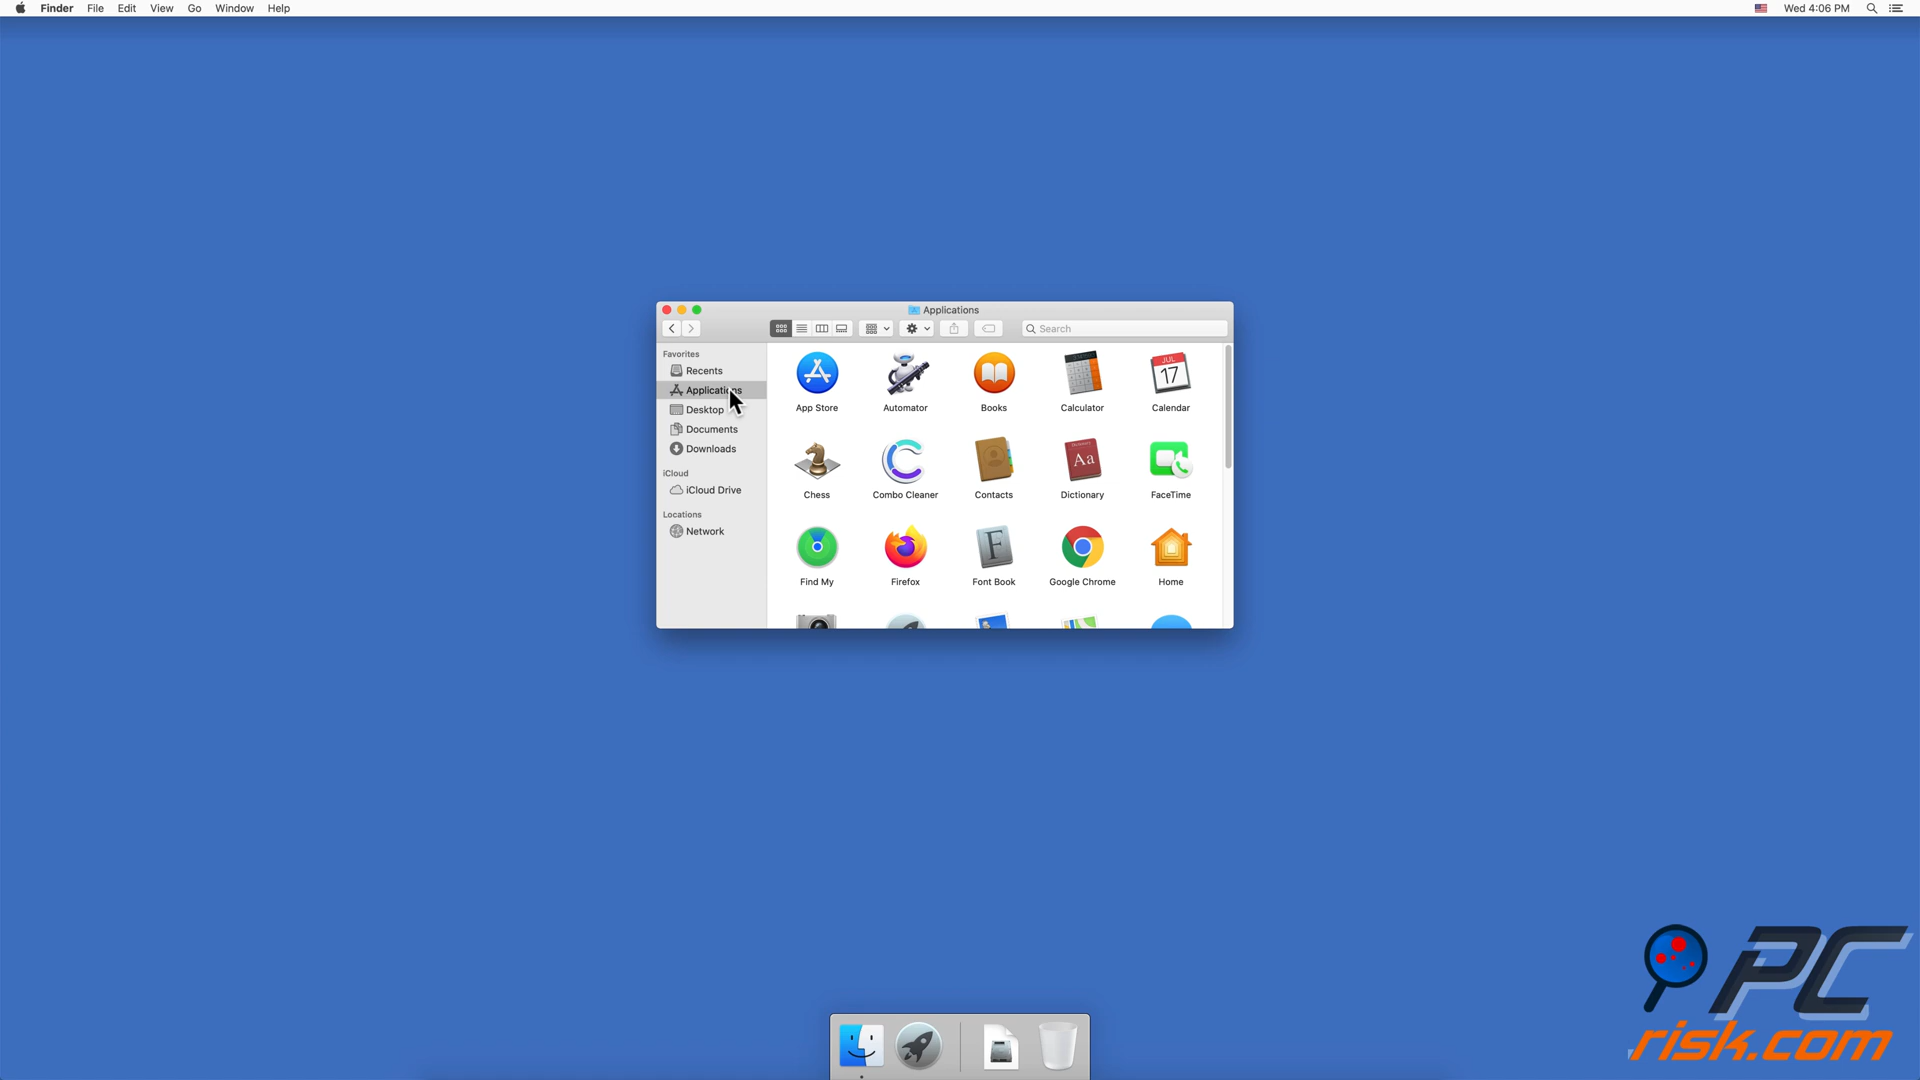 Finder File Edit View Go Window Help
Wed 4:06 PM
Applications
Search
Favorites
Recents
Applications
Desktop
Documents
Downloads
iCloud
iCloud Drive
Locations
Network
App Store
Automator
Books
Calculator
JUL
17
Calendar
Chess
Combo Cleaner
Contacts
Dictionary
Aa
Dictionary
FaceTime
Find My
Firefox
F
Font Book
Google Chrome
Home
PC
risk.com